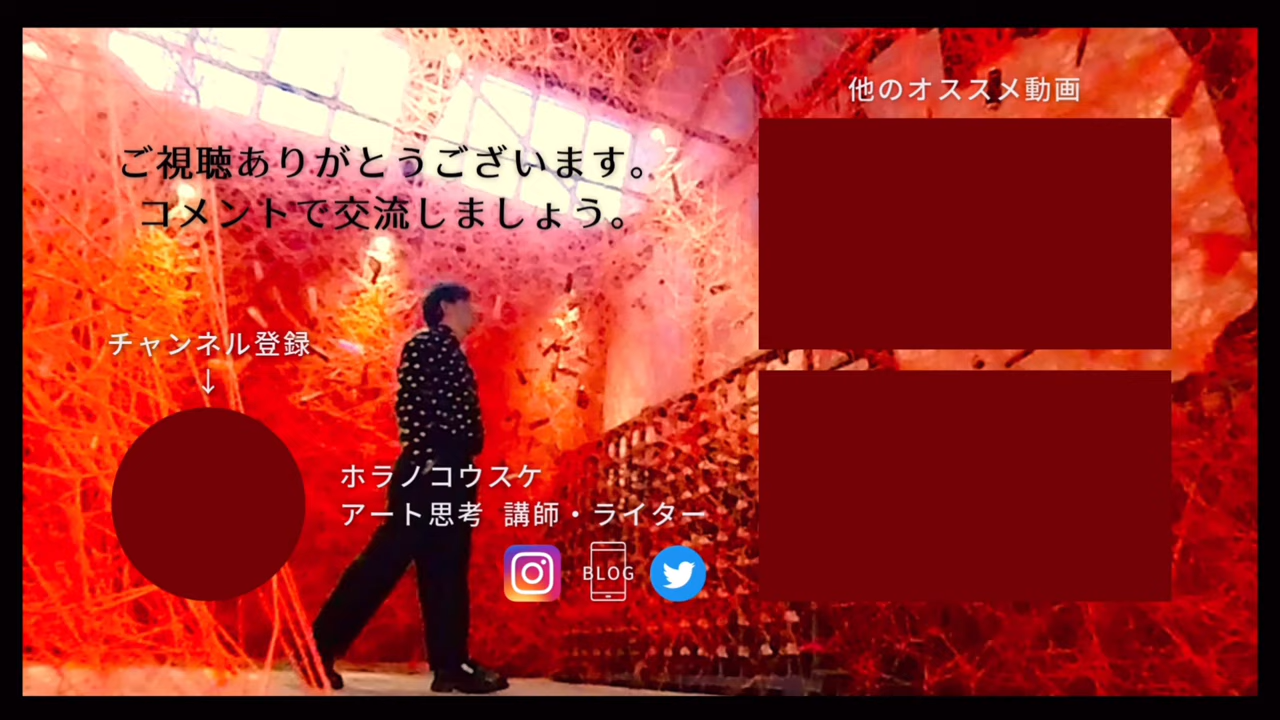 ご視聴ありがとうございます。
コメントで交流しましょう。
他のオススメ動画
チャンネル登録
↓
ホラノコウスケ
アート思考 講師・ライター
BLOG